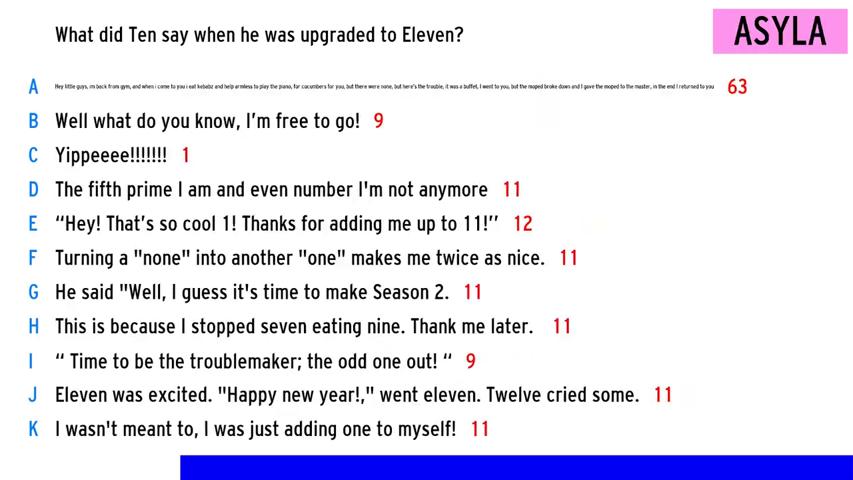 What did Ten say when he was upgraded to Eleven?
ASYLA
A Hey little guys, im back from gym, and when i come to you i eat kebabz and help armless to play the piano, for cucumbers for you, but there were none, but here's the trouble, it was a buffet, I went to you, but the moped broke down and I gave the moped to the master, in the end I returned to you 63
B Well what do you know, I'm free to go! 9
C Yippeeee!!!!!!! 1
D The fifth prime I am and even number I'm not anymore 11
E “Hey! That's so cool 1! Thanks for adding me up to 11!’’ 12
F Turning a "none" into another "one" makes me twice as nice. 11
G He said "Well, I guess it's time to make Season 2. 11
H This is because I stopped seven eating nine. Thank me later. 11
I “ Time to be the troublemaker; the odd one out! “ 9
J Eleven was excited. "Happy new year!," went eleven. Twelve cried some. 11
K I wasn't meant to, I was just adding one to myself! 11